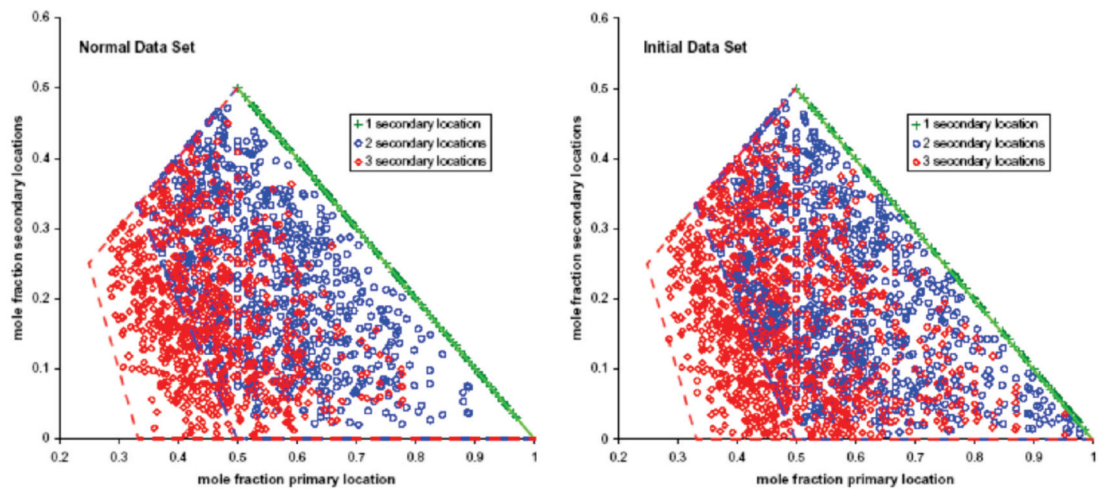 0.6
0.5
0.4
0.3
0.2
0.1
0
mole fraction secondary locations
Normal Data Set
1 secondary location
2 secondary locations
3 secondary locations
0.2 0.3 0.4 0.5 0.6 0.7 0.8 0.9 1
mole fraction primary location
0.6
0.5
0.4
0.3
0.2
0.1
0
mole fraction secondary locations
Initial Data Set
1 secondary location
2 secondary locations
3 secondary locations
0.2 0.3 0.4 0.5 0.6 0.7 0.8 0.9 1
mole fraction primary location